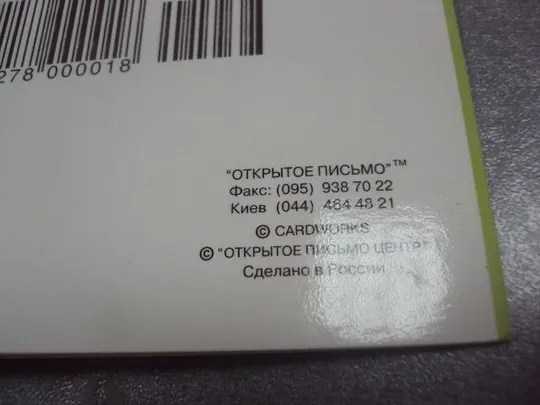 278 000018
"ОТКРЫТОЕ ПИСЬМО"™
Факс: (095) 938 70 22
Киев (044) 464 48 21
© CARDWORKS
© "ОТКРЫТОЕ ПИСЬМО ЦЕНТР"
Сделано в России